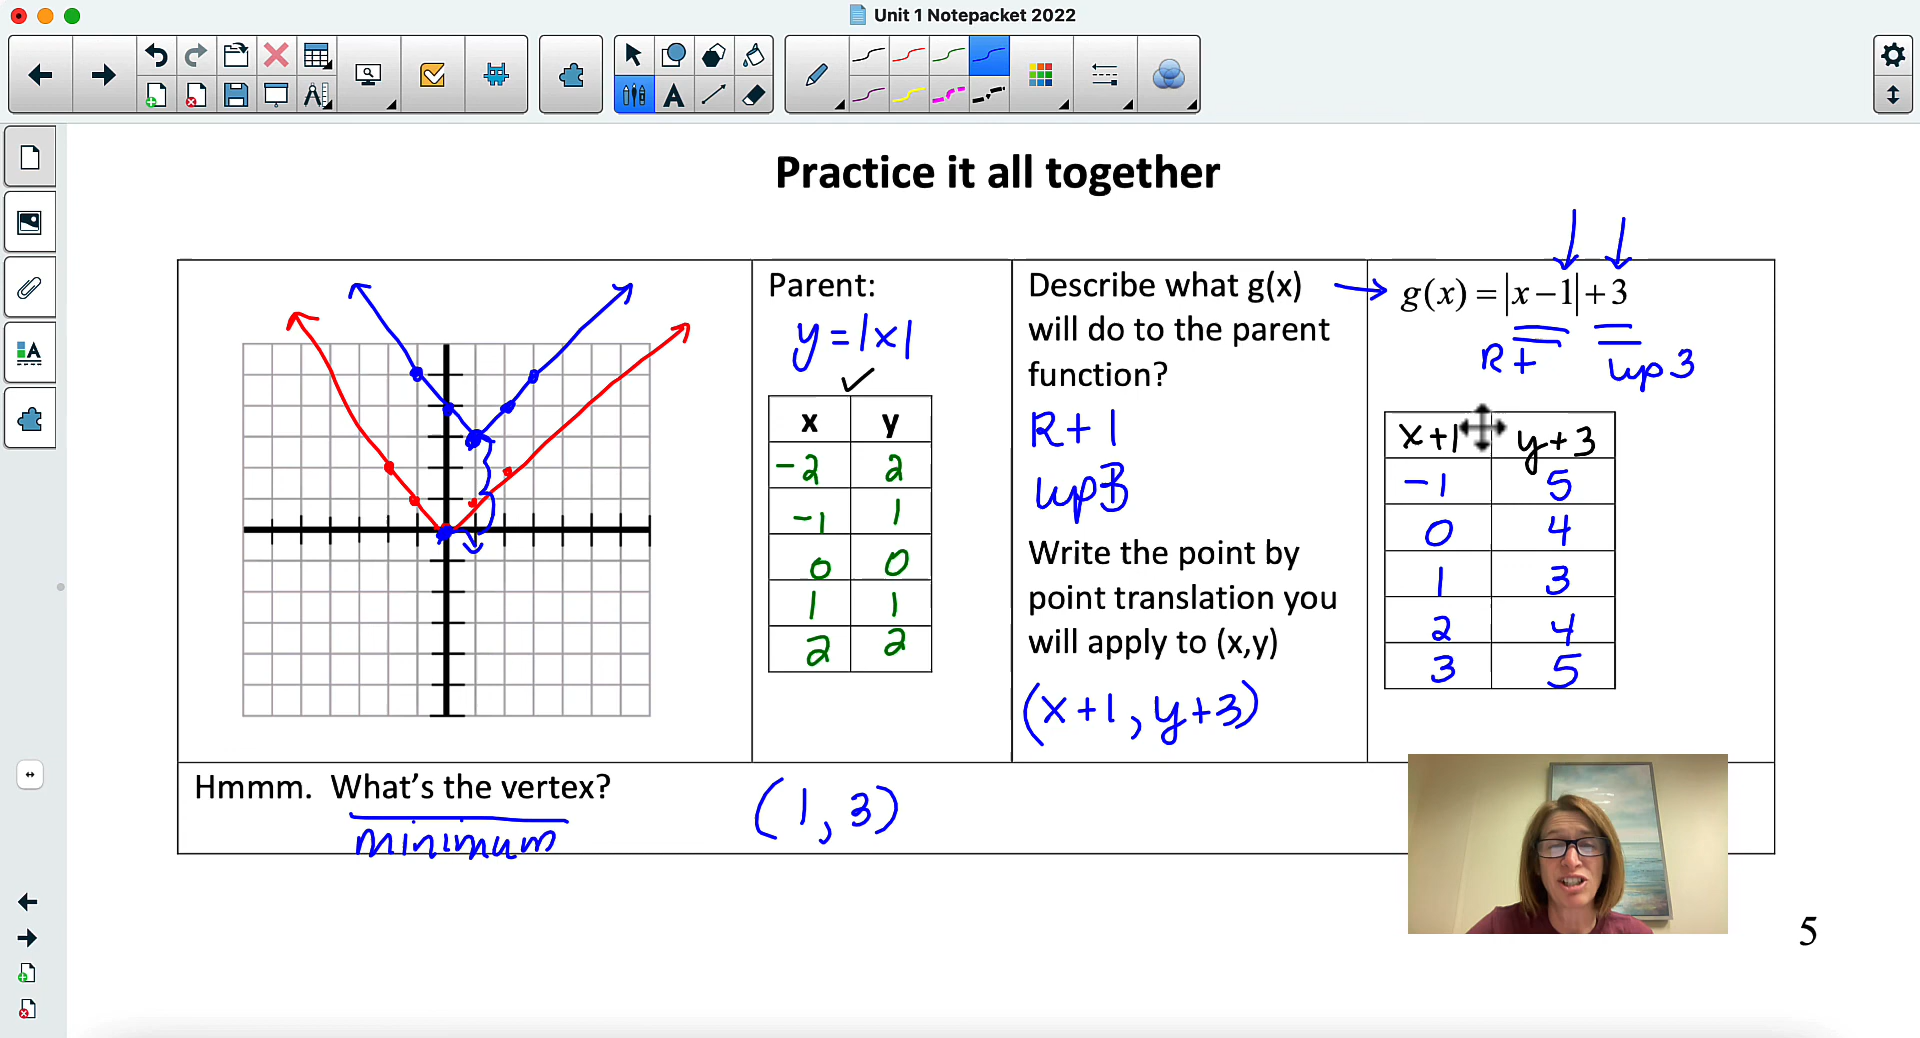 Unit 1 Notepacket 2022
Practice it all together
Parent:
y = |x|
x y
-2 2
-1 1
0 0
1 1
2 2
Describe what g(x)
will do to the parent
function?
R+ 1
up 3
Write the point by
point translation you
will apply to (x,y)
(x+1, y+3)
g(x) = |x − 1| + 3
R+
up 3
x+1 y+3
-1 5
0 4
1 3
2 4
3 5
Hmmm. What's the vertex?
minimum
(1, 3)
5